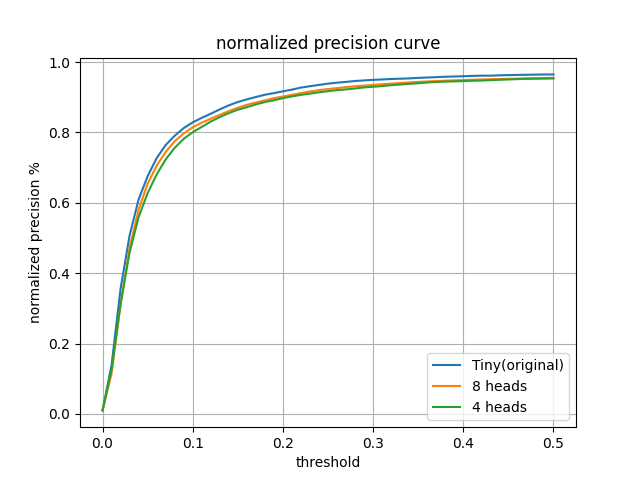 normalized precision curve
normalized precision %
1.0
0.8
0.6
0.4
0.2
0.0
0.0 0.1 0.2 0.3 0.4 0.5
threshold
Tiny(original)
8 heads
4 heads